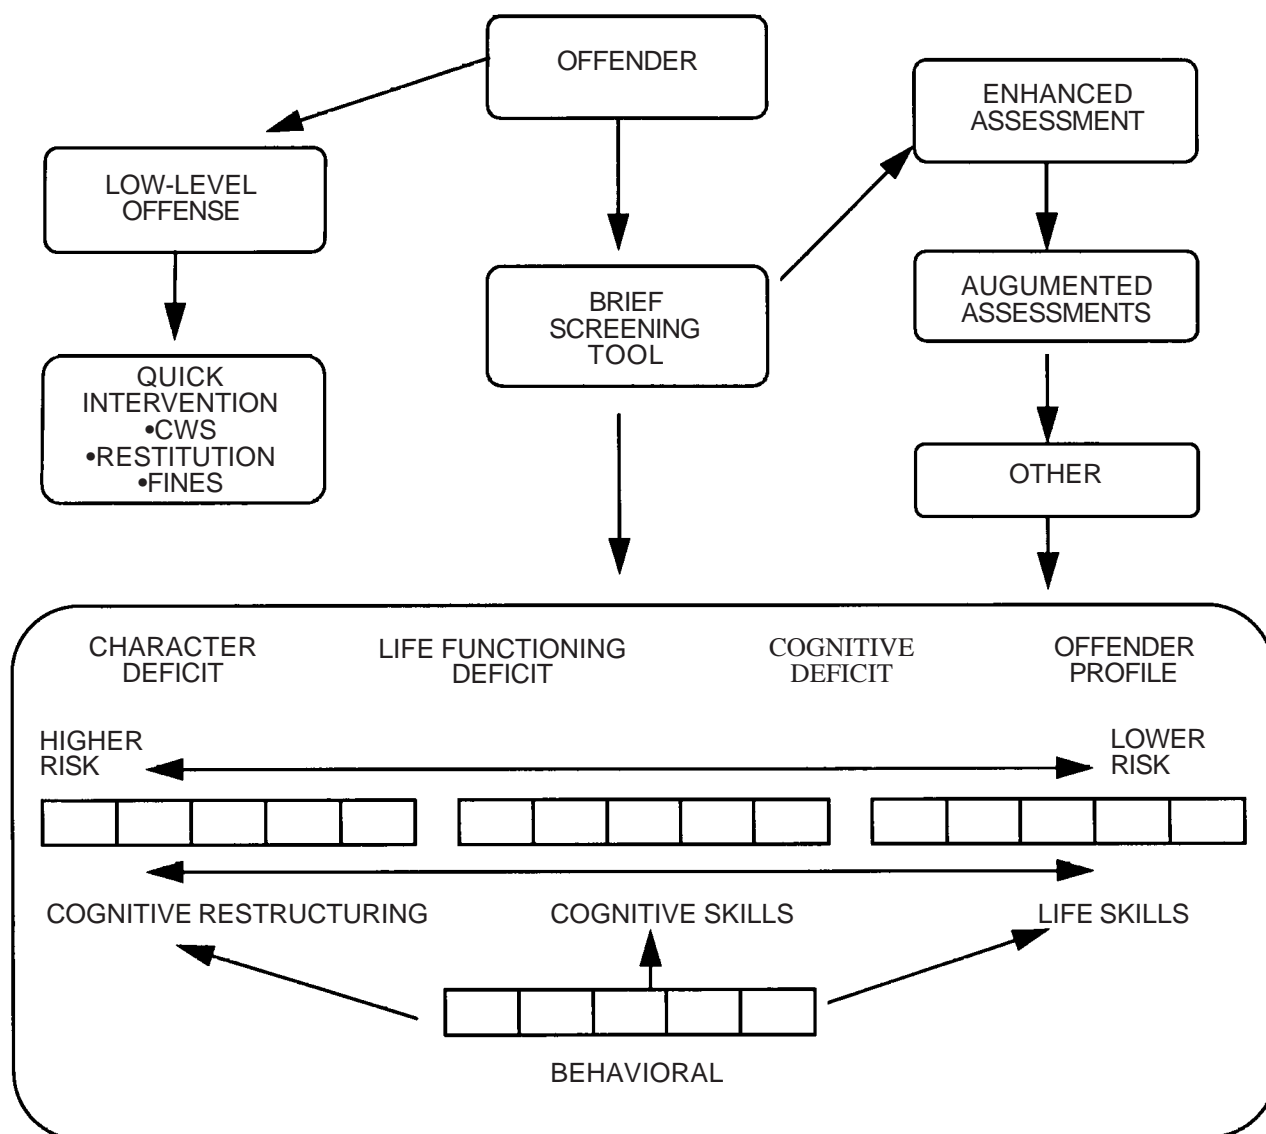 OFFENDER
ENHANCED
ASSESSMENT
LOW-LEVEL
OFFENSE
BRIEF
SCREENING
TOOL
AUGUMENTED
ASSESSMENTS
QUICK
INTERVENTION
•CWS
•RESTITUTION
•FINES
OTHER
CHARACTER
DEFICIT
LIFE FUNCTIONING
DEFICIT
COGNITIVE
DEFICIT
OFFENDER
PROFILE
HIGHER
RISK
LOWER
RISK
COGNITIVE RESTRUCTURING
COGNITIVE SKILLS
LIFE SKILLS
BEHAVIORAL